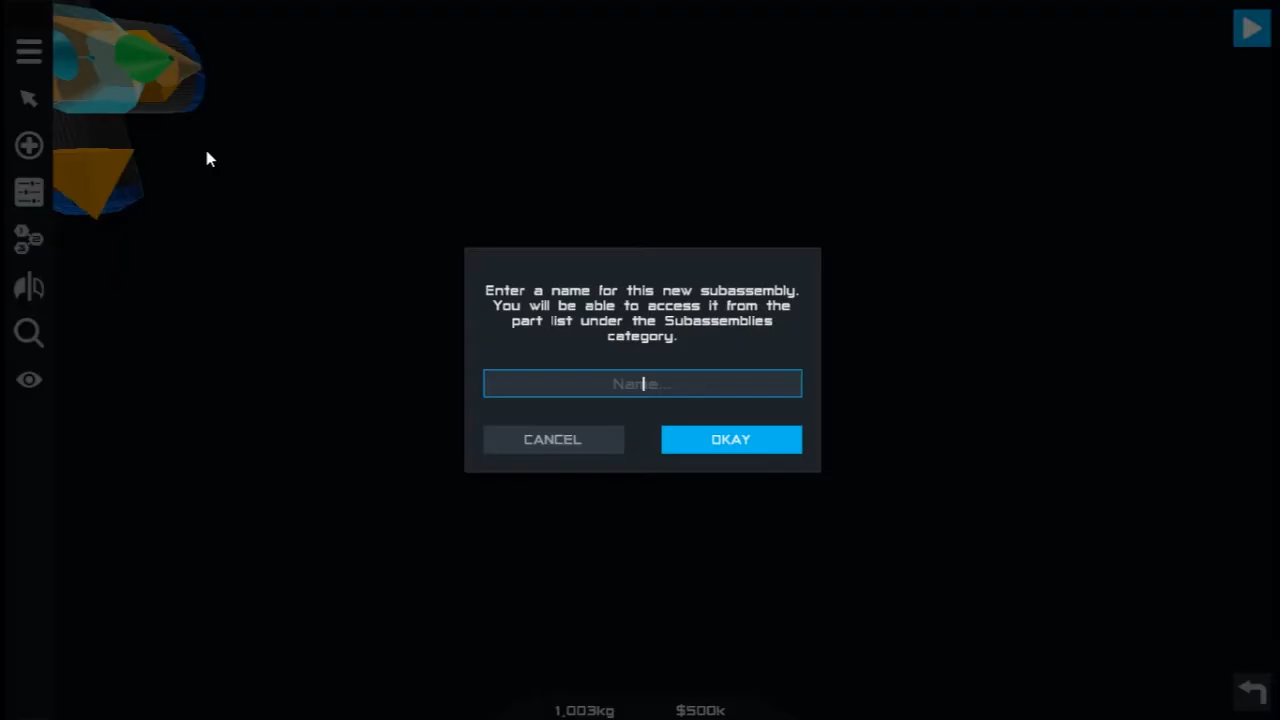 Enter a name for this new subassembly.
You will be able to access it from the
part list under the Subassemblies
category.
Name...
CANCEL
OKAY
1,003kg
$500k